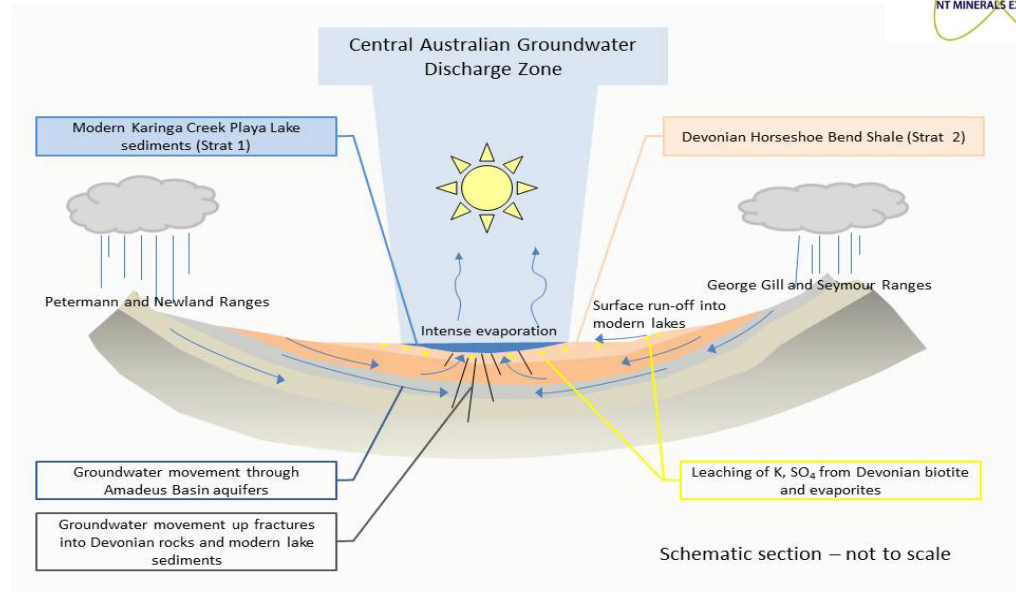 NT MINERALS
Central Australian Groundwater
Discharge Zone
Modern Karinga Creek Playa Lake
sediments (Strat 1)
Devonian Horseshoe Bend Shale (Strat 2)
Petermann and Newland Ranges
George Gill and Seymour Ranges
Surface run-off into
modern lakes
Intense evaporation
Groundwater movement through
Amadeus Basin aquifers
Leaching of K, SO₄ from Devonian biotite
and evaporites
Groundwater movement up fractures
into Devonian rocks and modern lake
sediments
Schematic section – not to scale